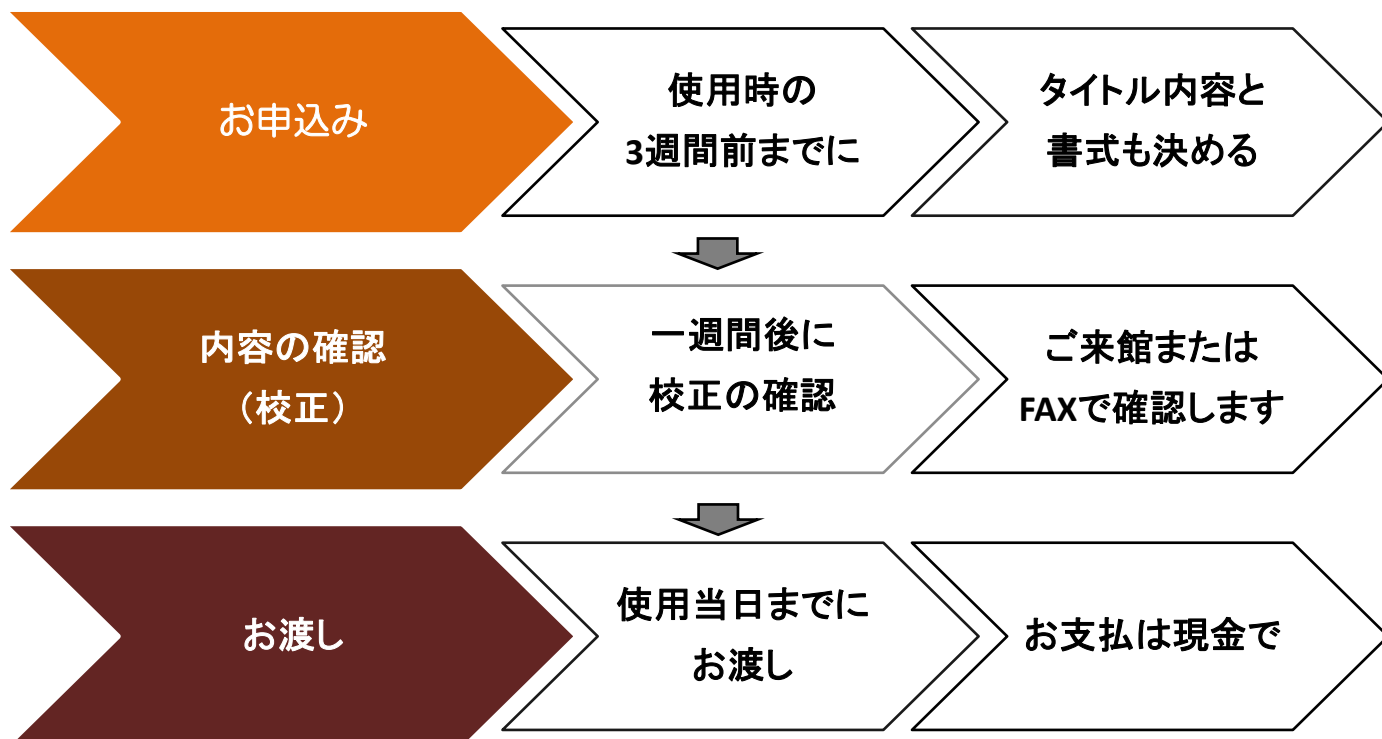 お申込み
使用時の
3週間前までに
タイトル内容と
書式も決める
内容の確認
（校正）
一週間後に
校正の確認
ご来館または
FAXで確認します
お渡し
使用当日までに
お渡し
お支払は現金で